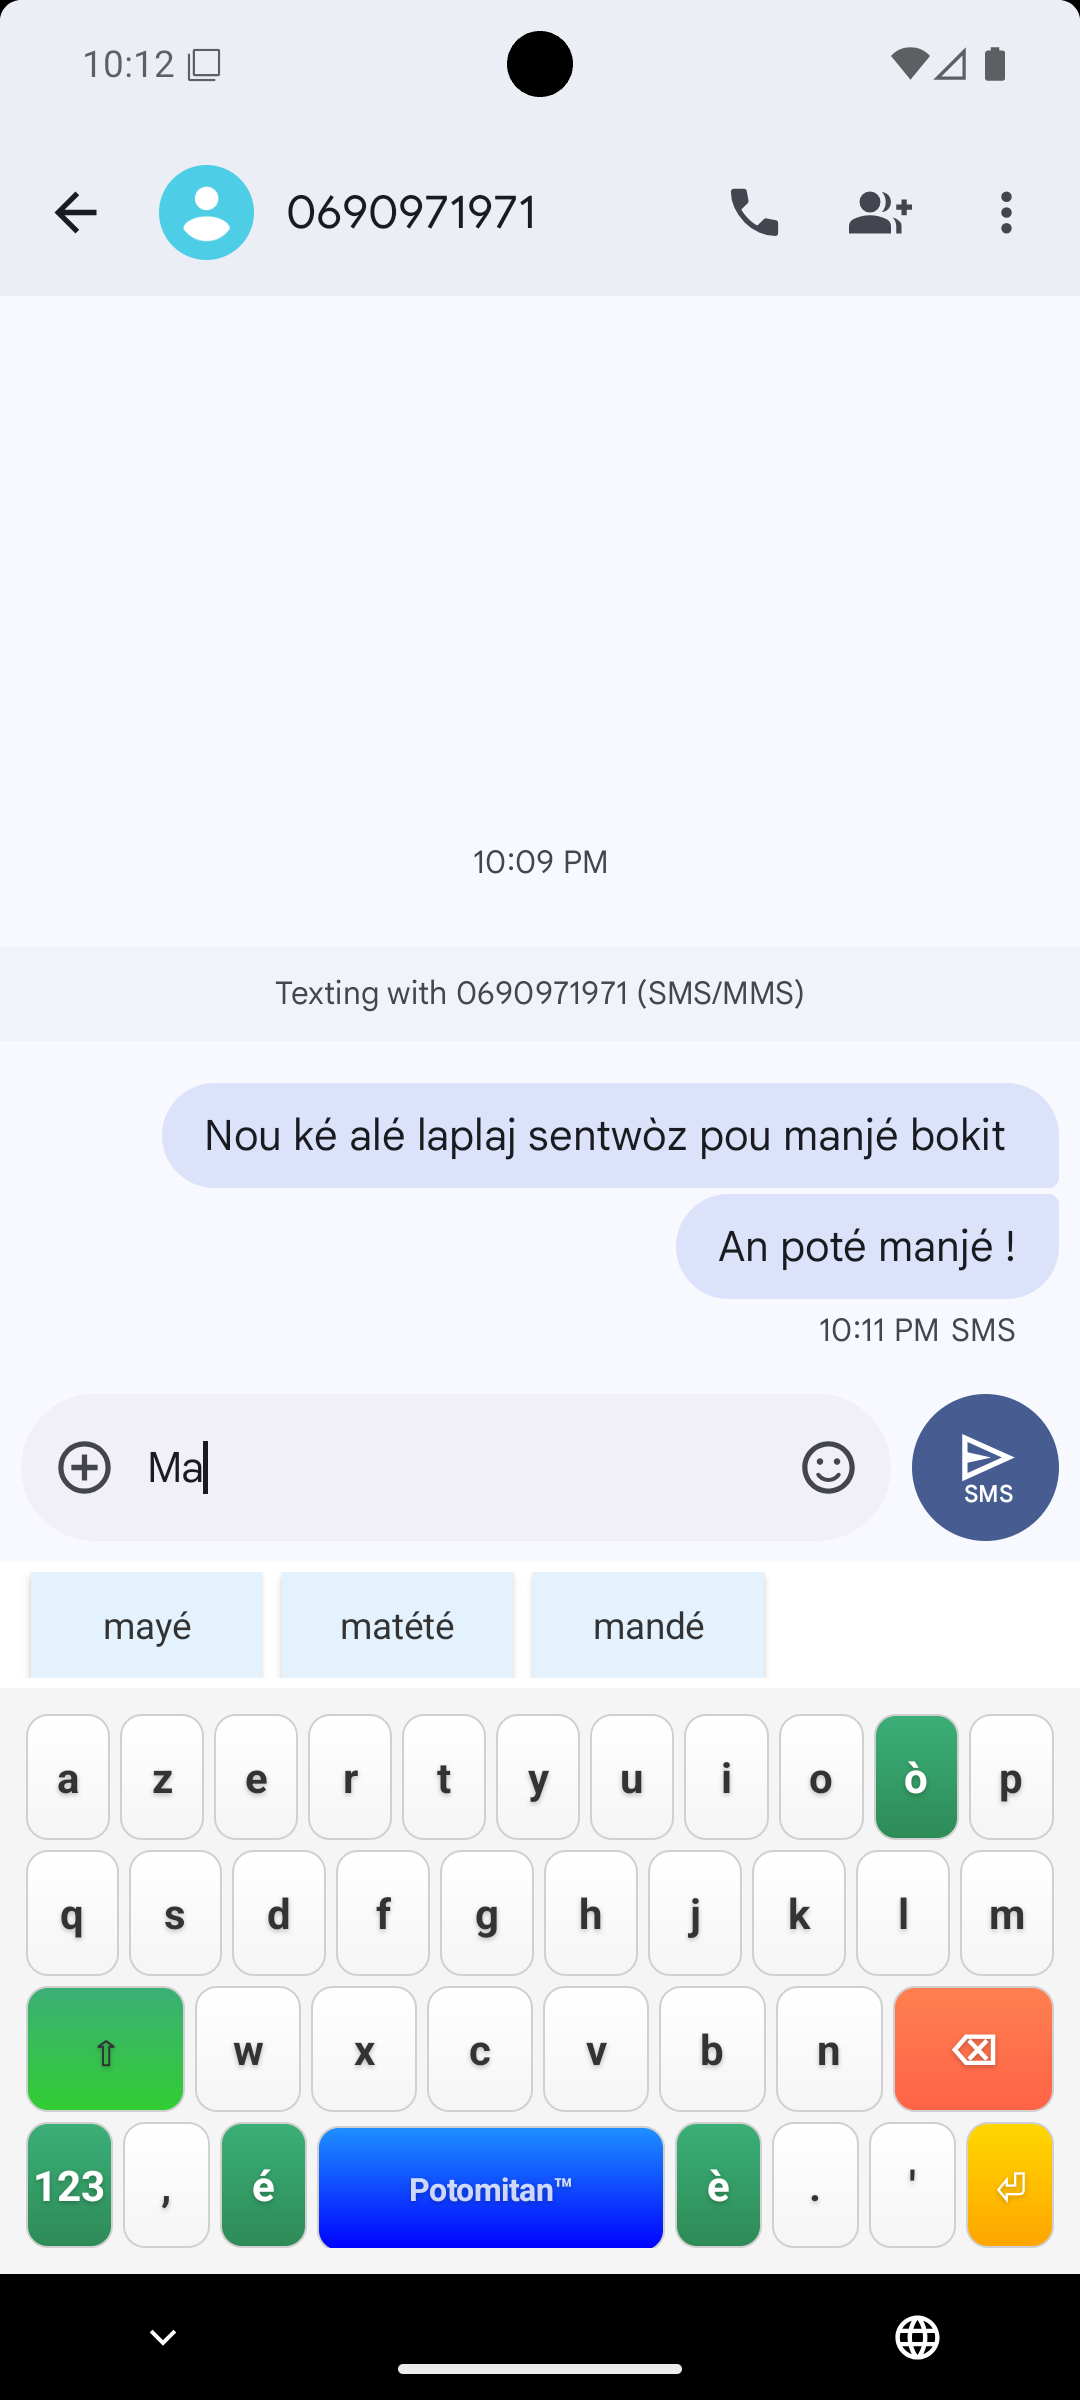 10:12
0690971971
10:09 PM
Texting with 0690971971 (SMS/MMS)
Nou ké alé laplaj sentwòz pou manjé bokit
An poté manjé !
10:11 PM SMS
Ma
SMS
mayé matété mandé
a z e r t y u i o ò p
q s d f g h j k l m
⇧ w x c v b n ⌫
123 , é Potomitan™ è . ' ⏎